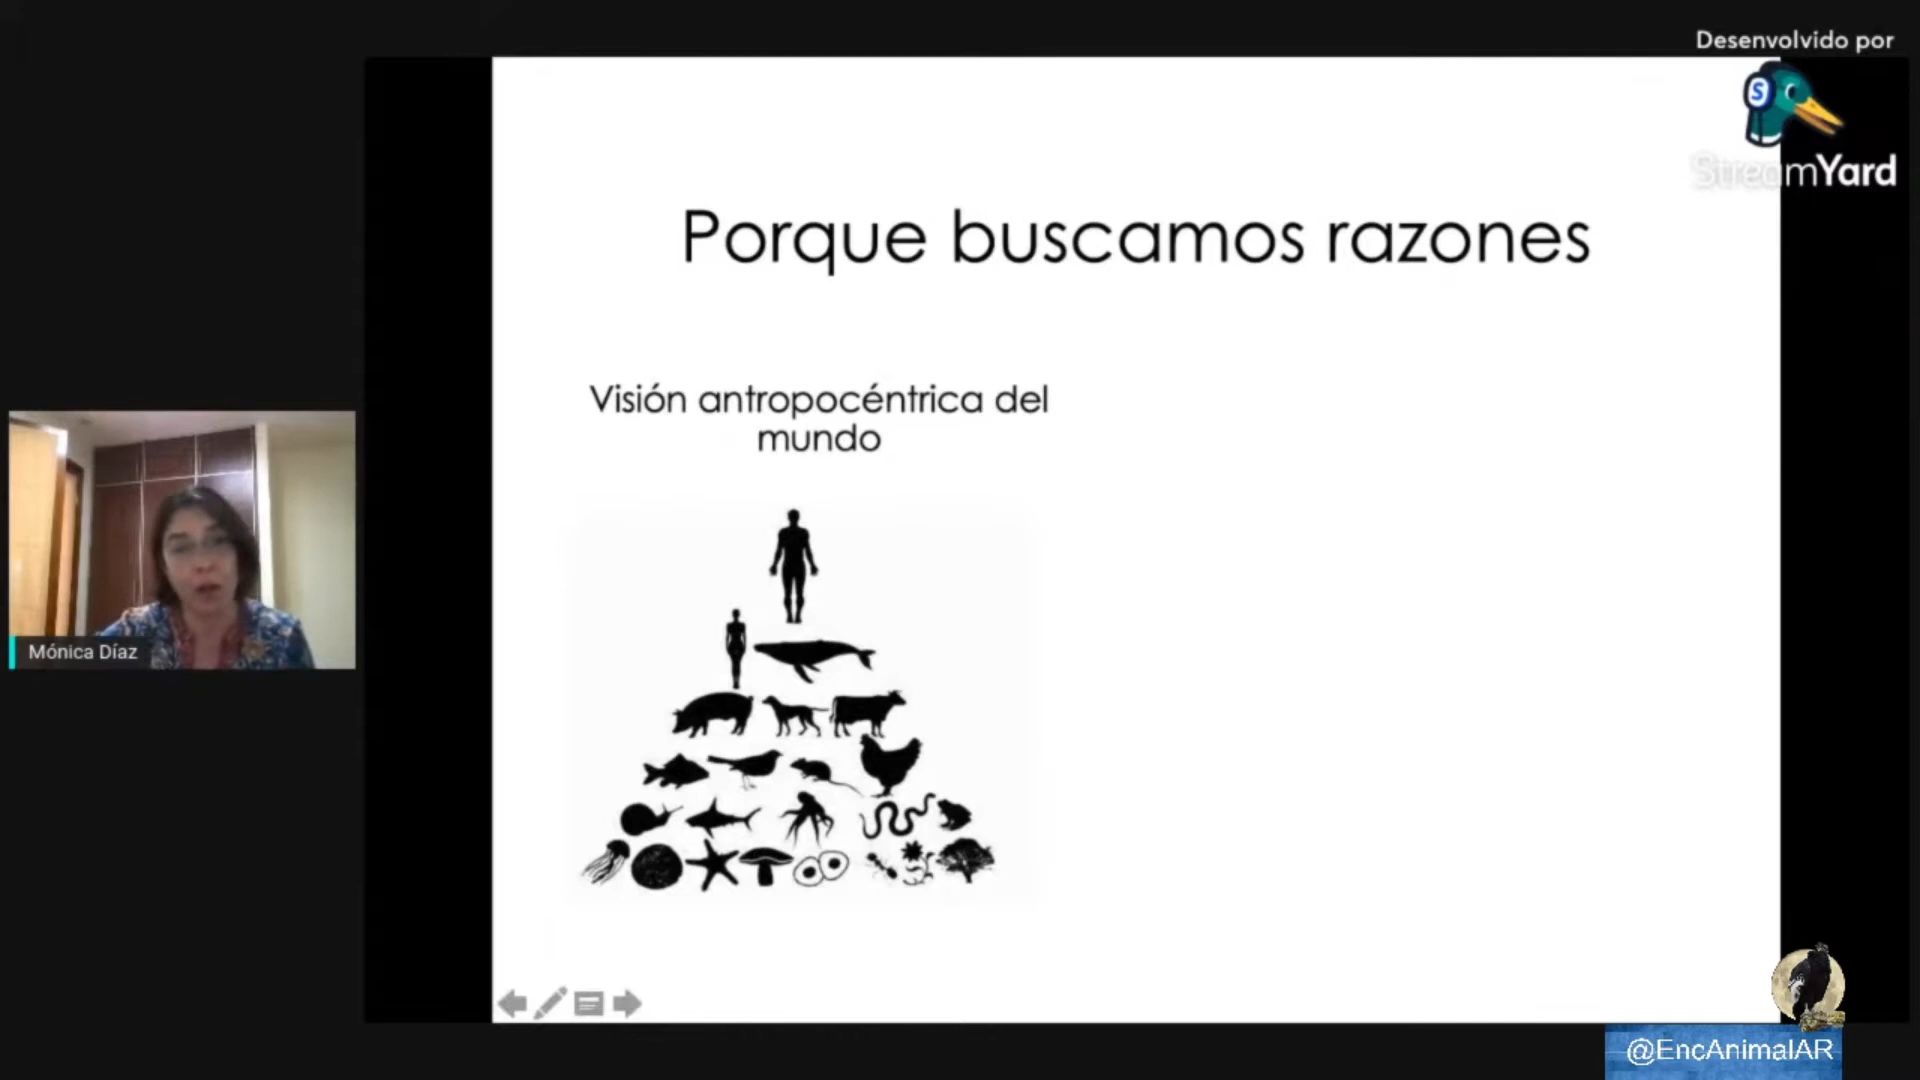 Desenvolvido por
S
StreamYard
Porque buscamos razones
Visión antropocéntrica del
mundo
Mónica Díaz
@EncAnimalAR